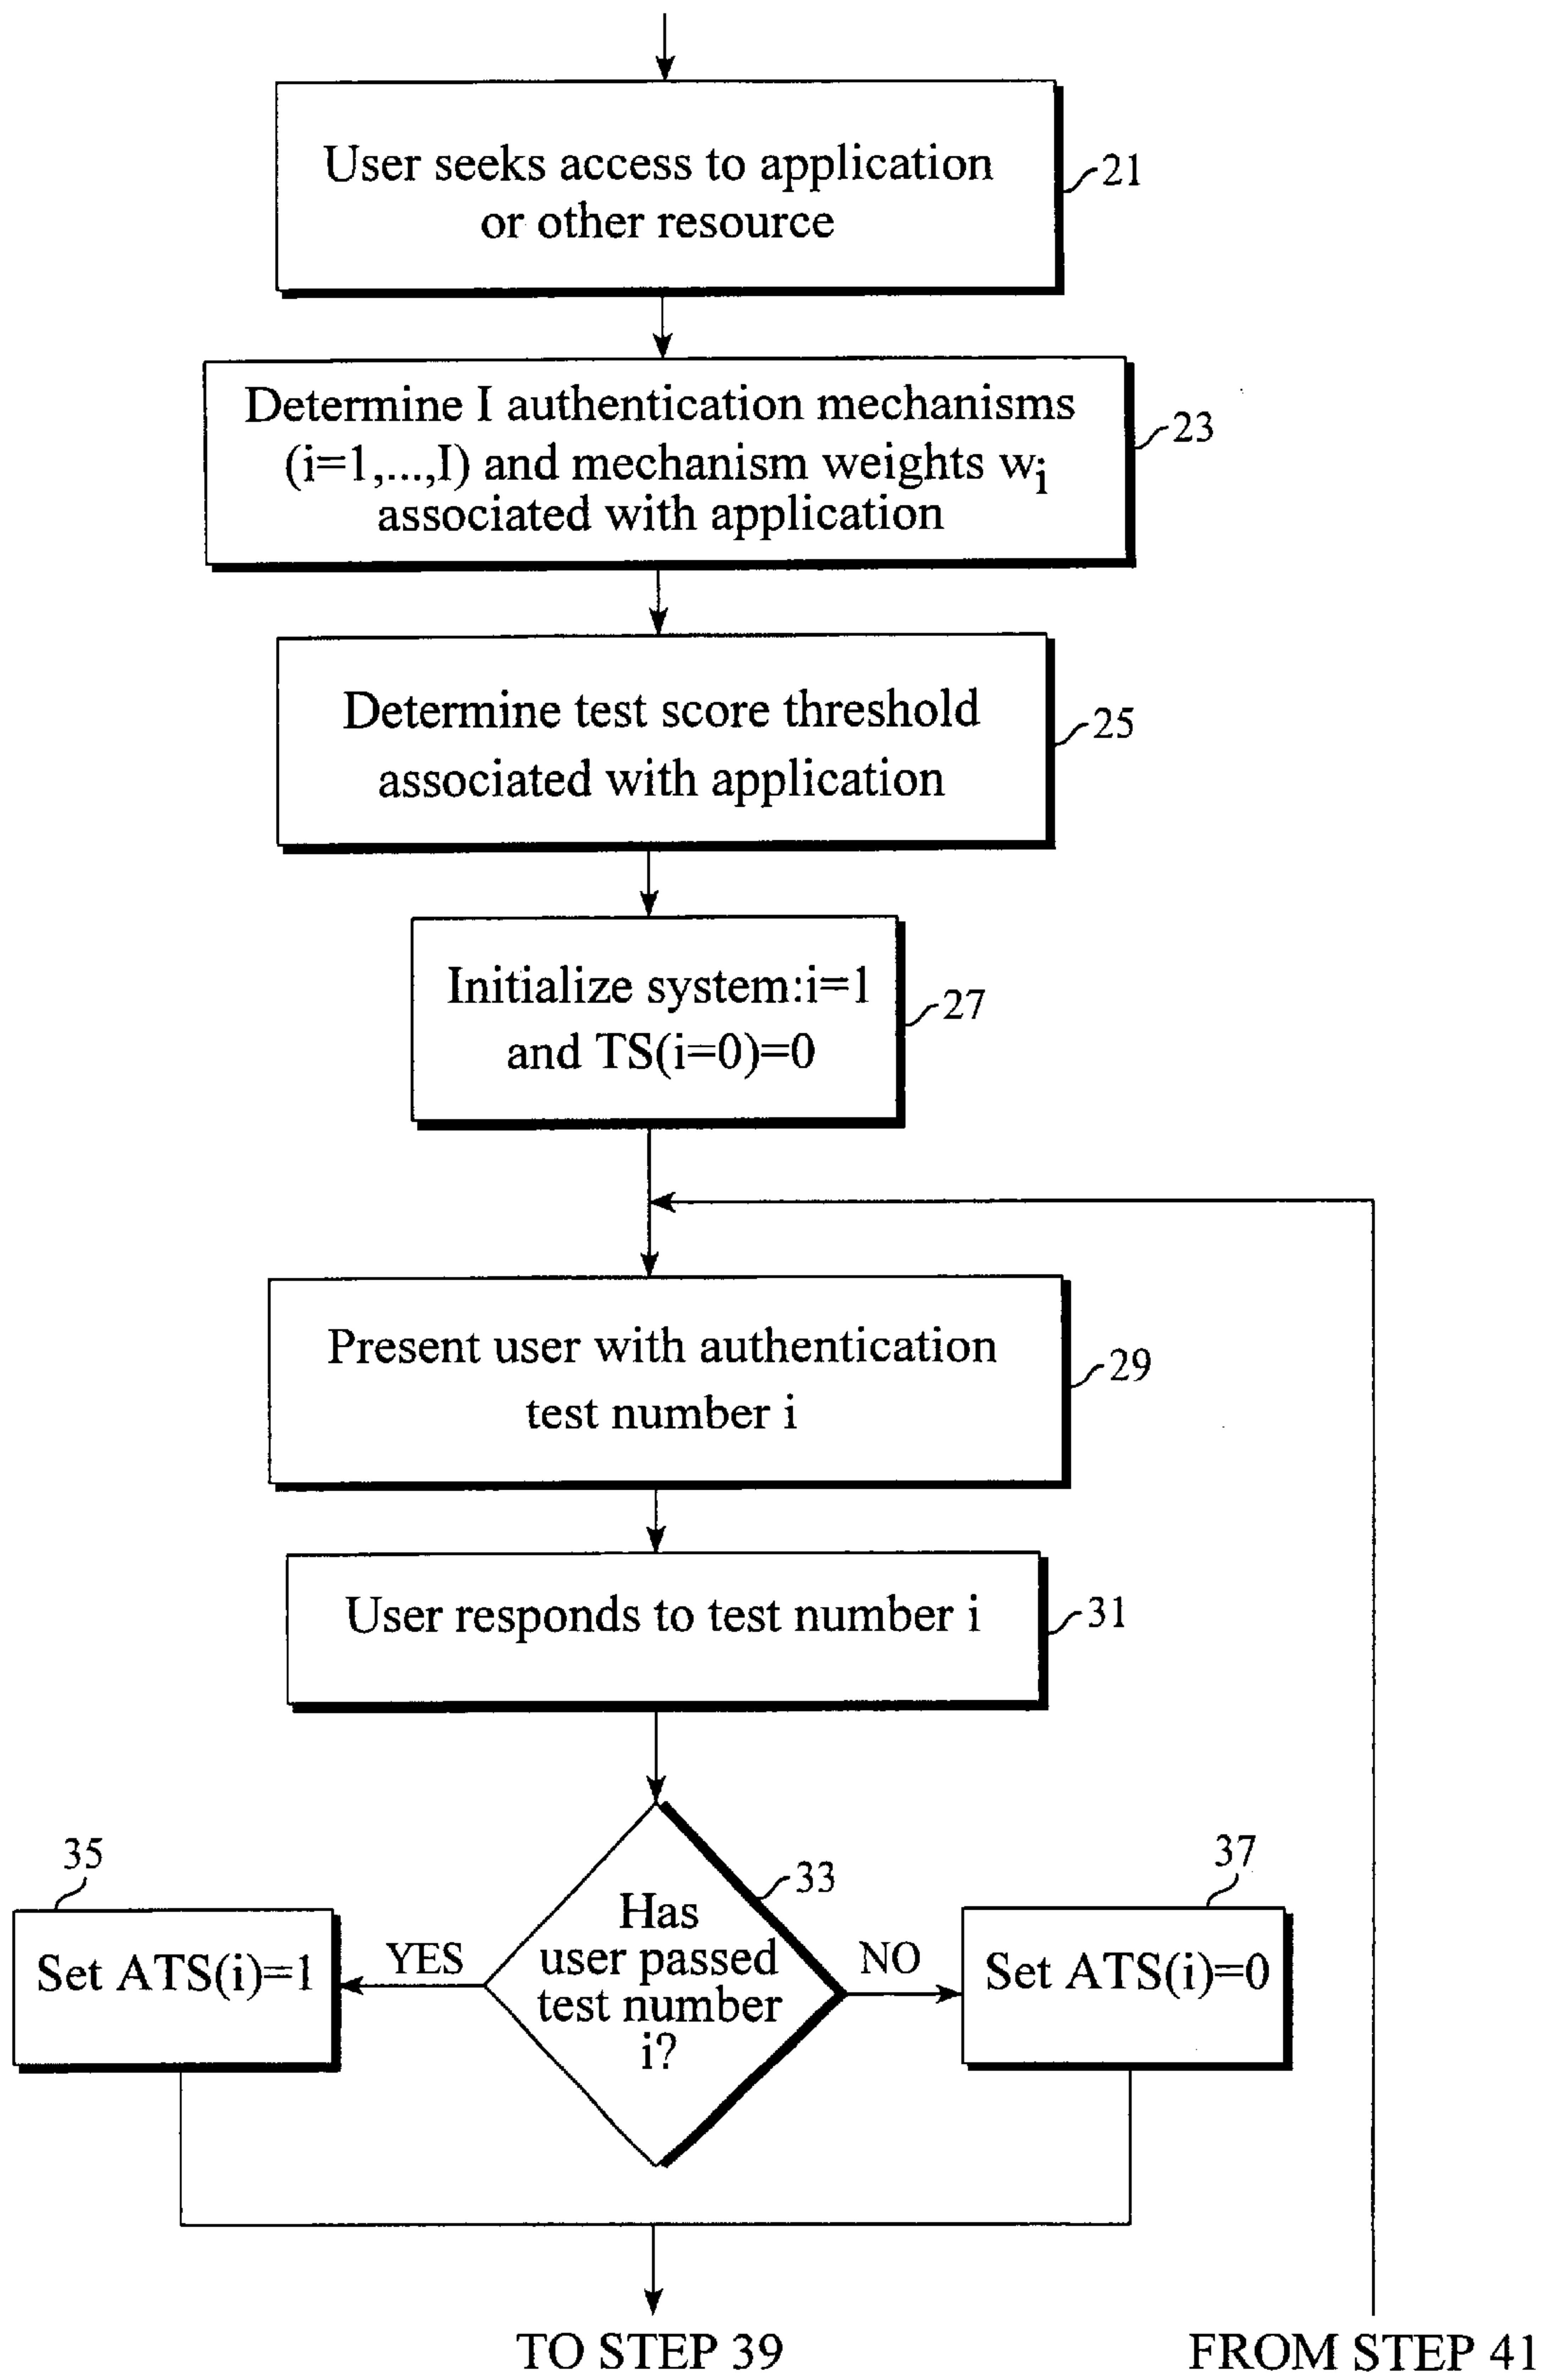 User seeks access to application
or other resource
21
Determine I authentication mechanisms
(i=1,...,I) and mechanism weights wi
associated with application
23
Determine test score threshold
associated with application
25
Initialize system:i=1
and TS(i=0)=0
27
Present user with authentication
test number i
29
User responds to test number i
31
35
Set ATS(i)=1
YES
Has
user passed
test number
i?
33
NO
37
Set ATS(i)=0
TO STEP 39
FROM STEP 41